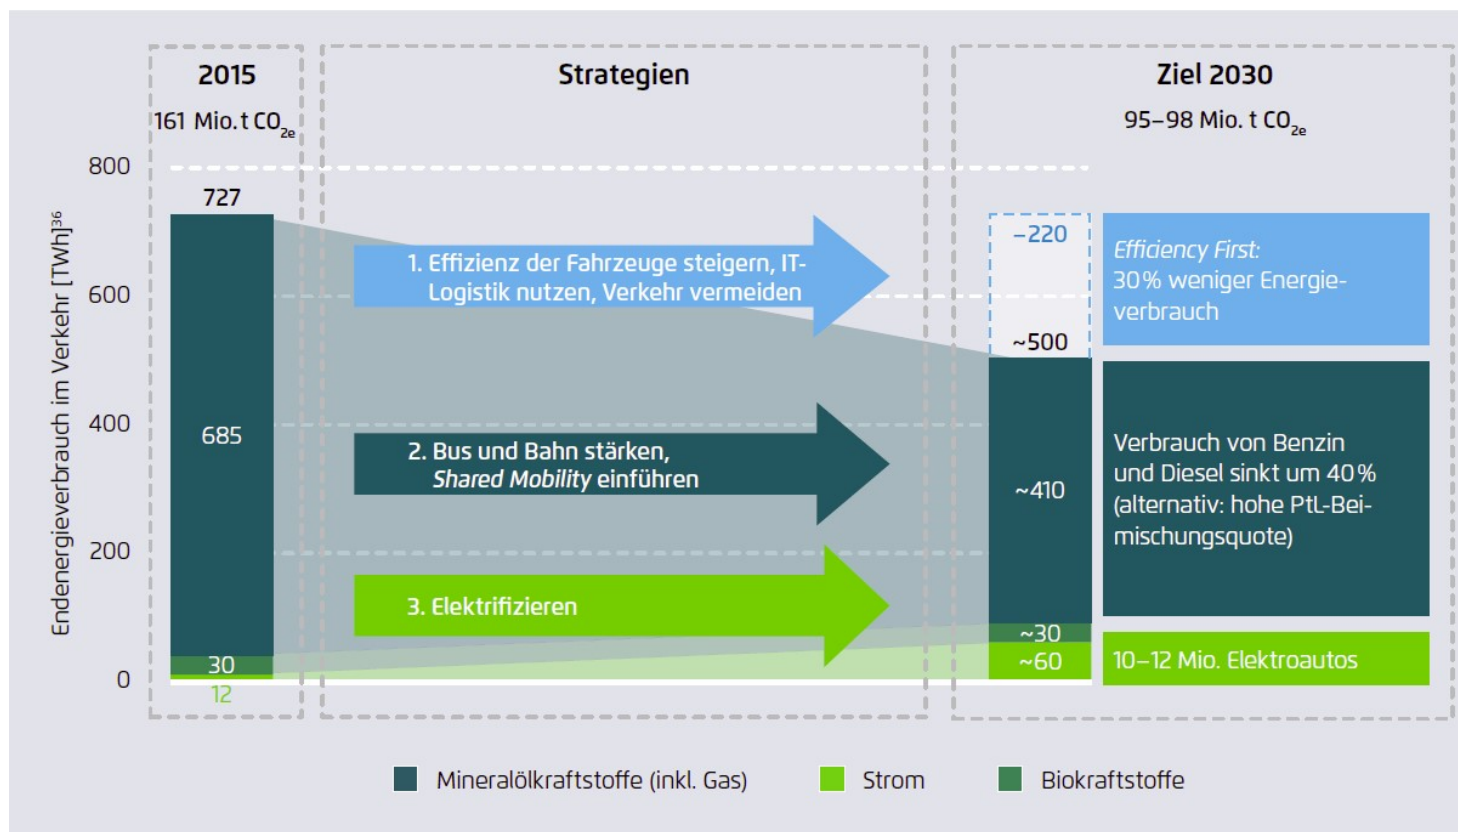 2015
161 Mio. t CO2e
Strategien
Ziel 2030
95–98 Mio. t CO2e
Endenergieverbrauch im Verkehr [TWh]36
800
600
400
200
0
727
685
30
12
1. Effizienz der Fahrzeuge steigern, IT-
Logistik nutzen, Verkehr vermeiden
2. Bus und Bahn stärken,
Shared Mobility einführen
3. Elektrifizieren
–220
~500
~410
~30
~60
Efficiency First:
30 % weniger Energie-
verbrauch
Verbrauch von Benzin
und Diesel sinkt um 40 %
(alternativ: hohe PtL-Bei-
mischungsquote)
10–12 Mio. Elektroautos
Mineralölkraftstoffe (inkl. Gas)
Strom
Biokraftstoffe